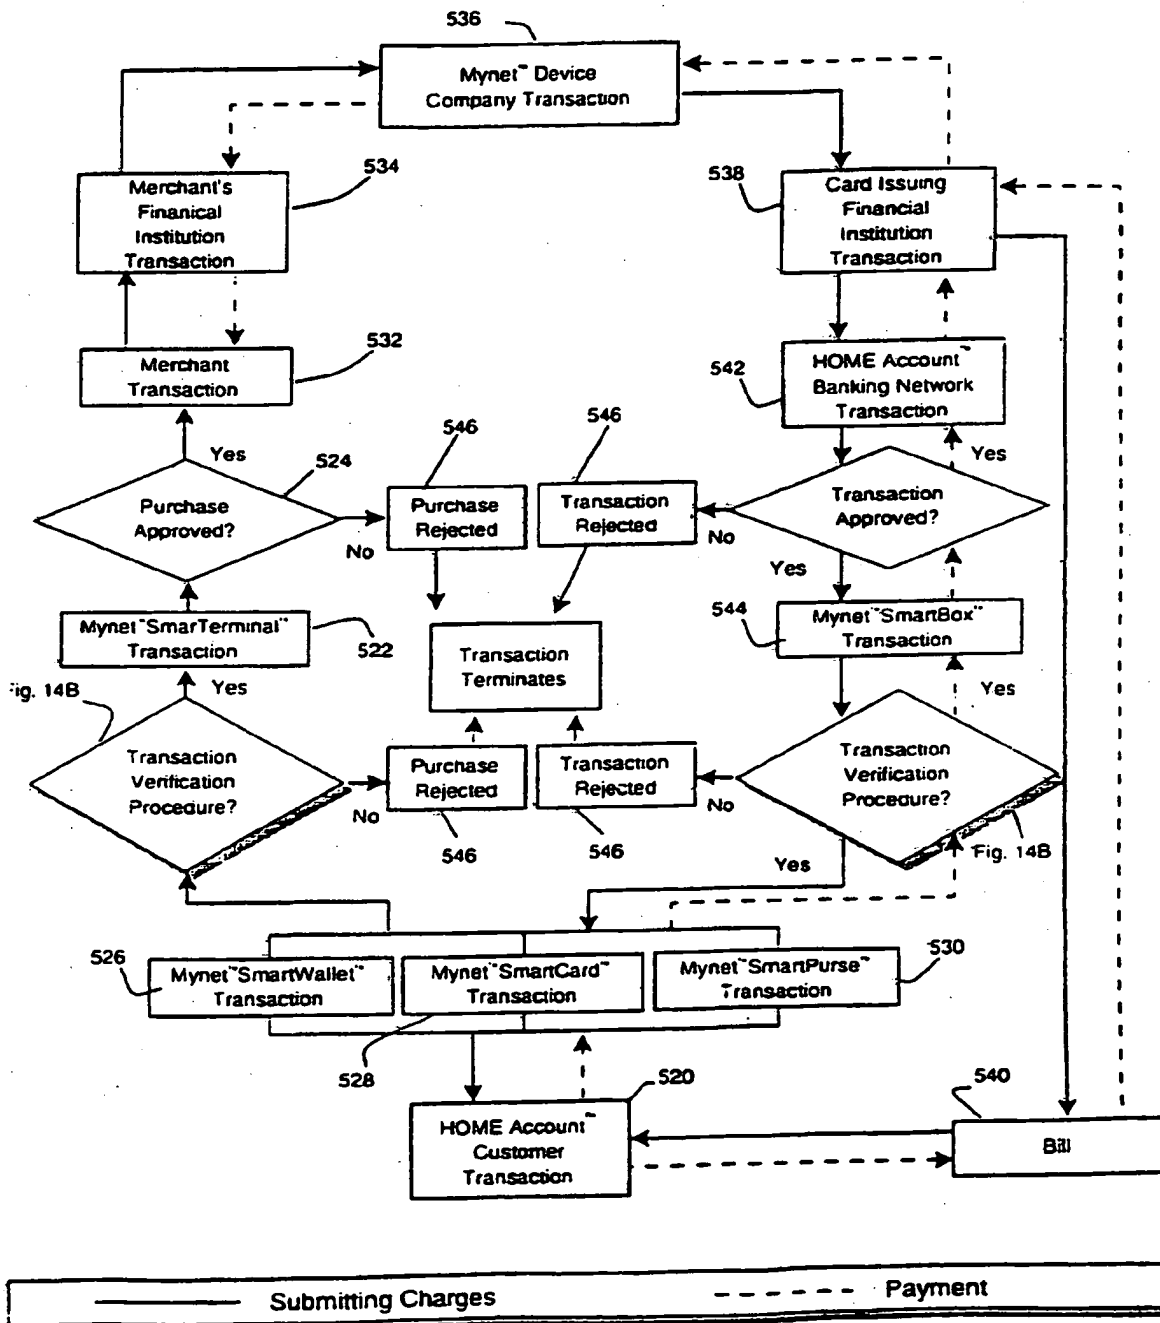 536
Mynet™ Device
Company Transaction
534
Merchant's
Finanical
Institution
Transaction
538
Card Issuing
Financial
Institution
Transaction
532
Merchant
Transaction
542
HOME Account™
Banking Network
Transaction
546
546
Yes
524
Yes
Purchase
Approved?
Purchase
Rejected
Transaction
Rejected
Transaction
Approved?
No
No
Yes
Mynet™SmarTerminal™
Transaction
522
544
Mynet™SmartBox™
Transaction
Transaction
Terminates
Fig. 14B
Yes
Yes
Transaction
Verification
Procedure?
Purchase
Rejected
Transaction
Rejected
Transaction
Verification
Procedure?
No
No
546
546
Fig. 14B
Yes
526
Mynet™SmartWallet™
Transaction
Mynet™SmartCard™
Transaction
Mynet™SmartPurse™
Transaction
530
528
520
540
HOME Account™
Customer
Transaction
Bill
Submitting Charges
Payment